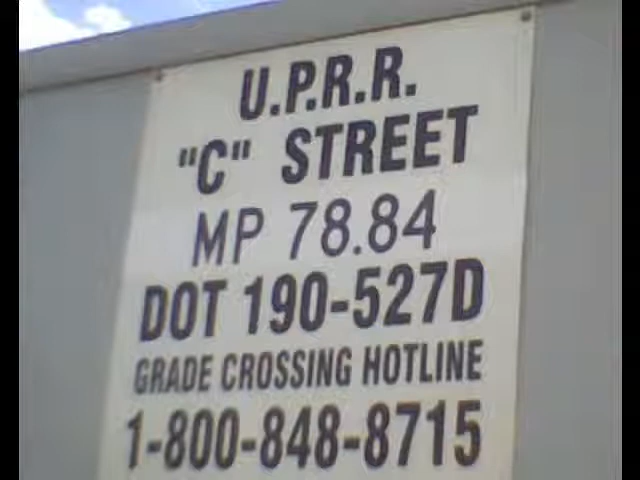 U.P.R.R.
"C" STREET
MP 78.84
DOT 190-527D
GRADE CROSSING HOTLINE
1-800-848-8715